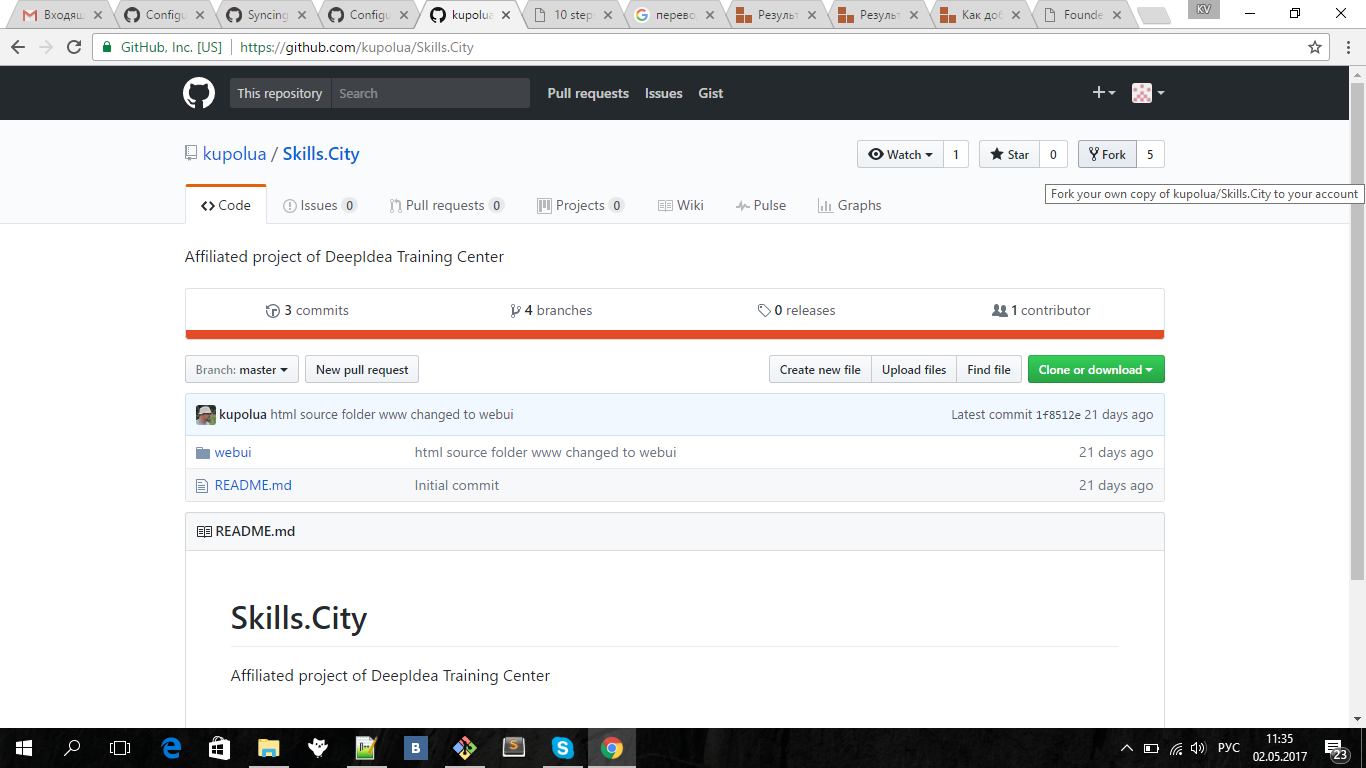 Входящ Configu Syncing Configu kupolua 10 step перево Результ Результ Как доб Founde KV
GitHub, Inc. [US] https://github.com/kupolua/Skills.City
This repository Search Pull requests Issues Gist
kupolua / Skills.City Watch 1 Star 0 Fork 5
Fork your own copy of kupolua/Skills.City to your account
Code Issues 0 Pull requests 0 Projects 0 Wiki Pulse Graphs
Affiliated project of DeepIdea Training Center
3 commits 4 branches 0 releases 1 contributor
Branch: master New pull request Create new file Upload files Find file Clone or download
kupolua html source folder www changed to webui Latest commit 1f8512e 21 days ago
webui html source folder www changed to webui 21 days ago
README.md Initial commit 21 days ago
README.md
Skills.City
Affiliated project of DeepIdea Training Center
РУС 11:35
02.05.2017 23